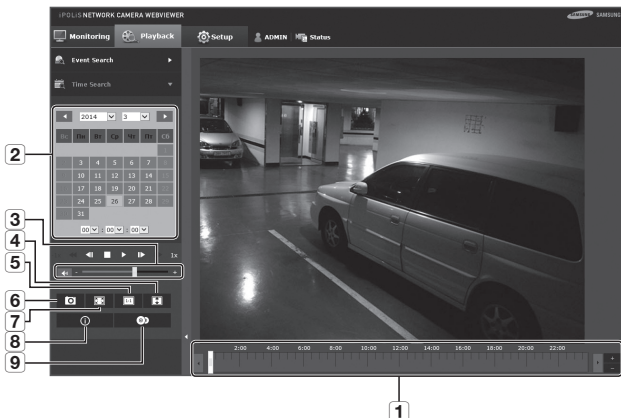 iPOLiS NETWORK CAMERA WEBVIEWER
SAMSUNG SAMSUNG
Monitoring Playback Setup ADMIN Status
Event Search
Time Search
2014 3
Вс Пн Вт Ср Чт Пт Сб
3 4 5 6 7
10 11 12 13 14
17 18 19 20 21
24 25 26 27 28
31
00 : 00 : 00
1x
- +
1:1
2:00 4:00 6:00 8:00 10:00 12:00 14:00 16:00 18:00 20:00 22:00
+
-
2
3
4
5
6
7
8
9
1